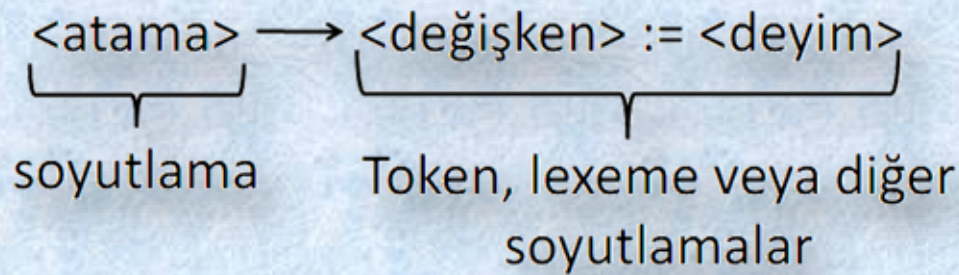 <atama> → <değişken> := <deyim>
soyutlama
Token, lexeme veya diğer
soyutlamalar